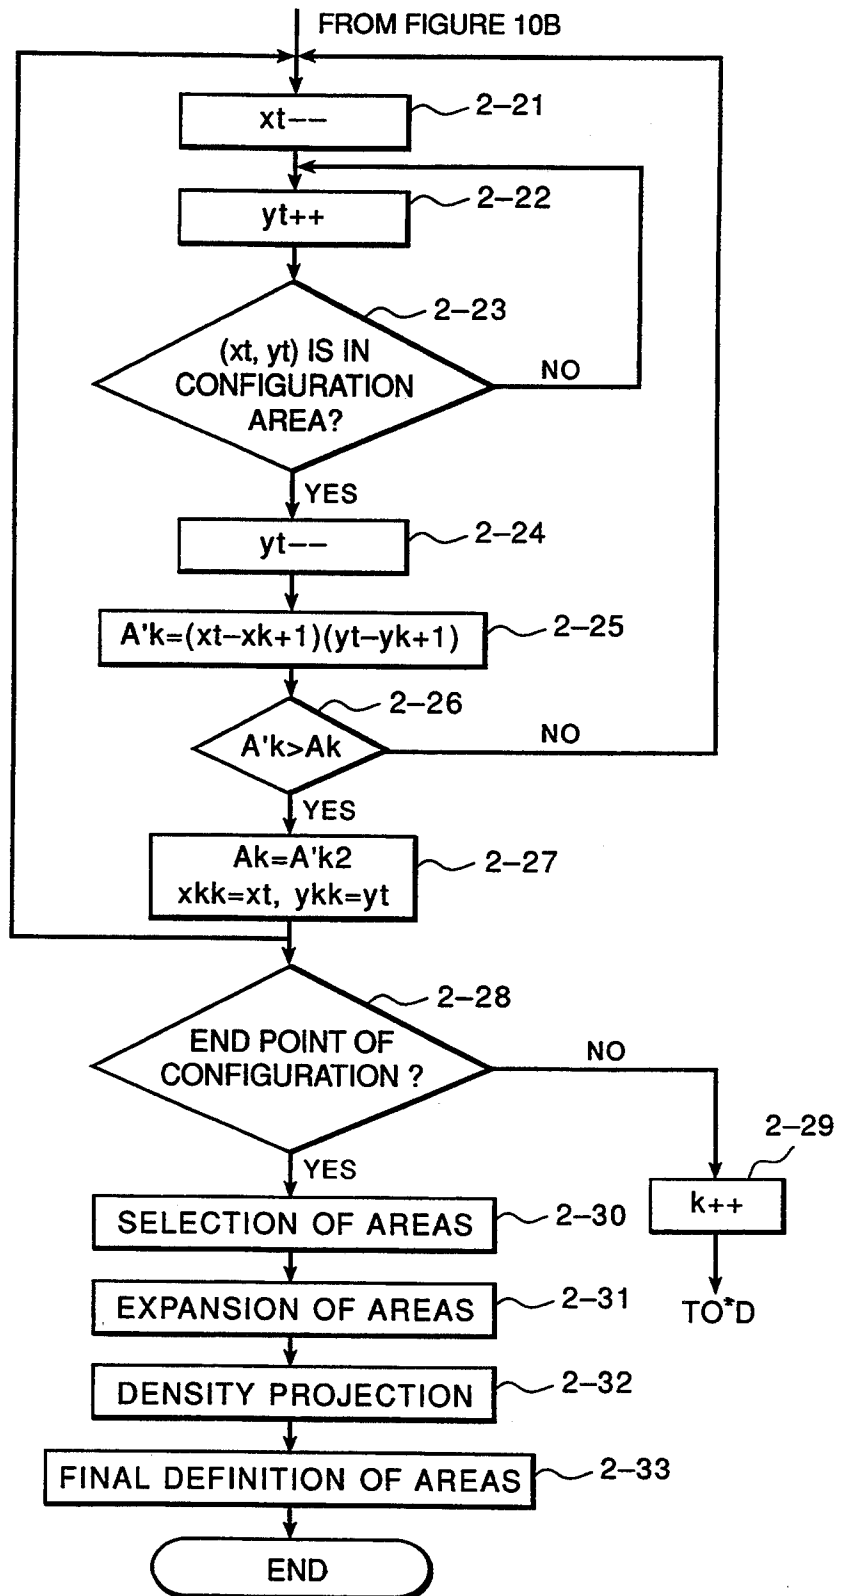 FROM FIGURE 10B
xt−−
2−21
yt++
2−22
2−23
(xt, yt) IS IN
CONFIGURATION
AREA?
NO
YES
yt−−
2−24
A'k=(xt−xk+1)(yt−yk+1)
2−25
2−26
A'k>Ak
NO
YES
Ak=A'k2
xkk=xt, ykk=yt
2−27
2−28
END POINT OF
CONFIGURATION ?
NO
YES
2−29
k++
TO*D
SELECTION OF AREAS
2−30
EXPANSION OF AREAS
2−31
DENSITY PROJECTION
2−32
FINAL DEFINITION OF AREAS
2−33
END